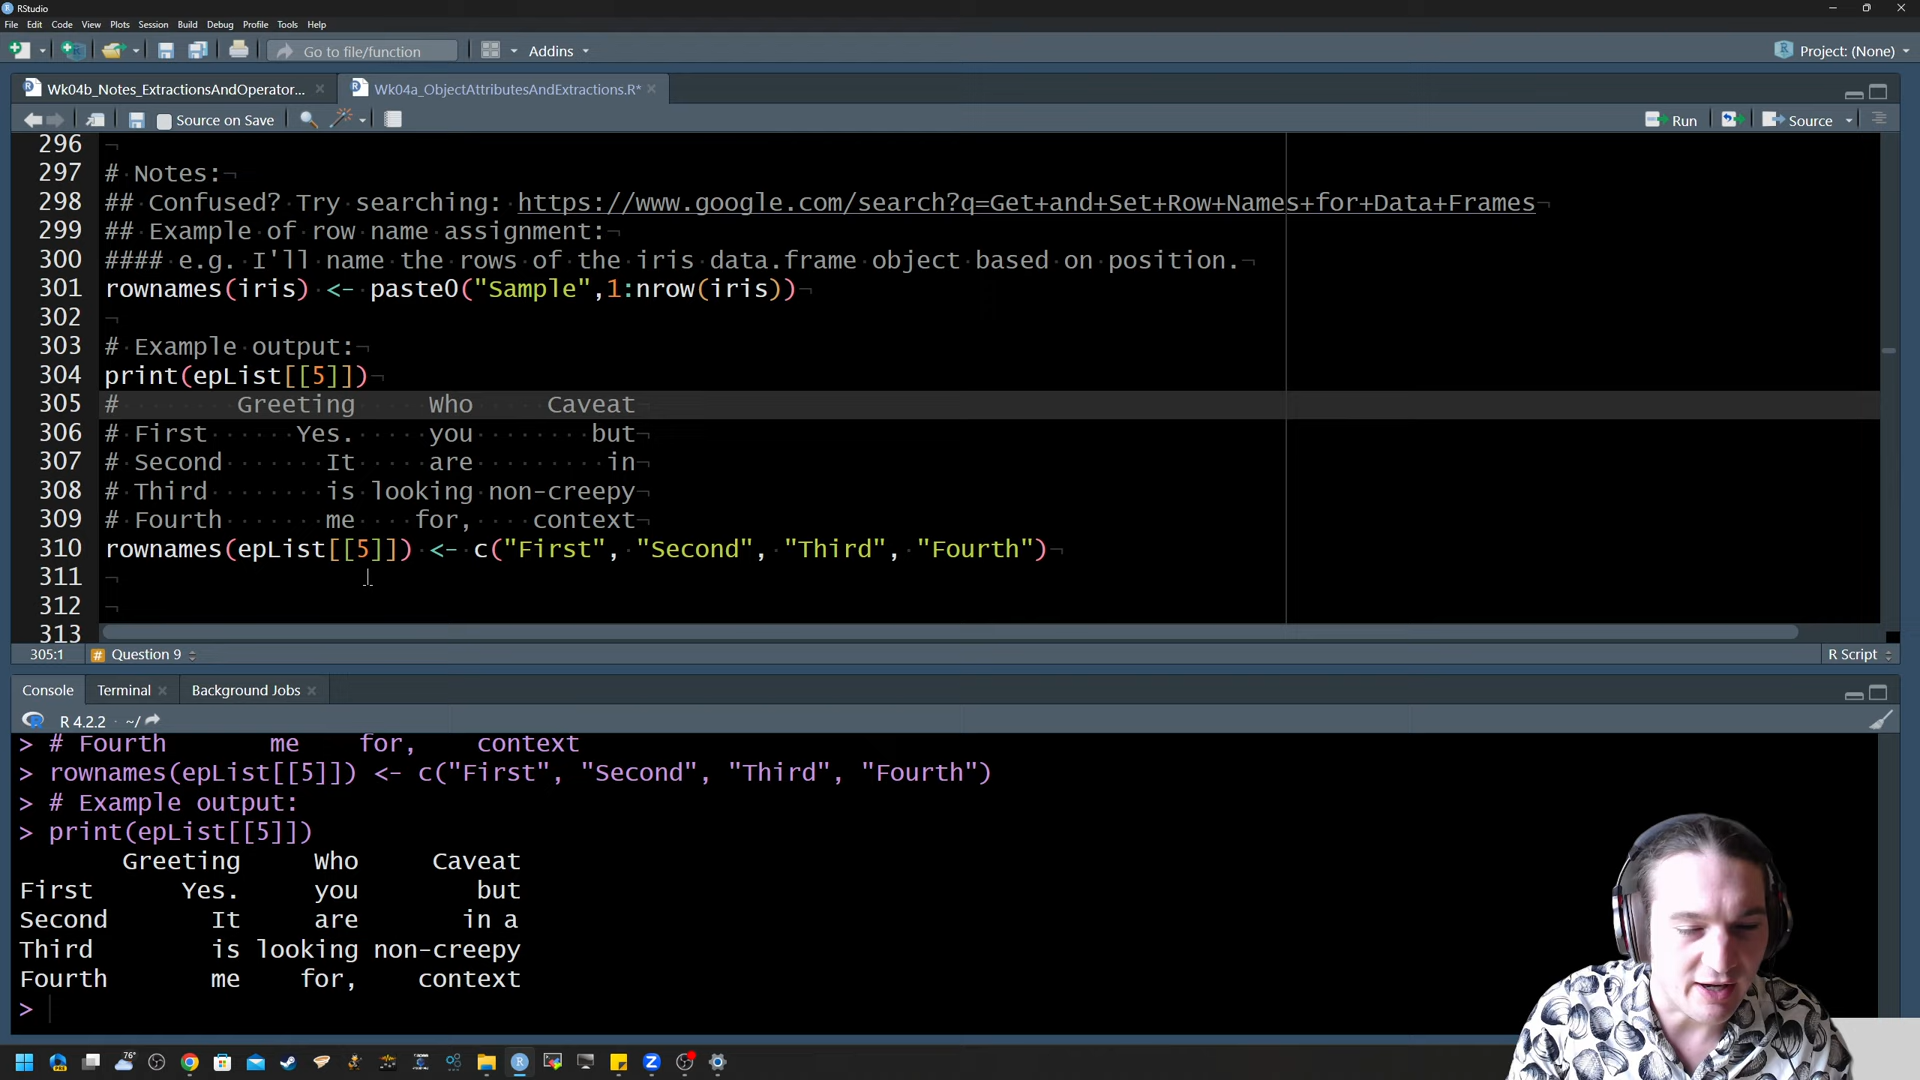 RStudio
File Edit Code View Plots Session Build Debug Profile Tools Help
Go to file/function Addins Project: (None)
Wk04b_Notes_ExtractionsAndOperator... Wk04a_ObjectAttributesAndExtractions.R*
Source on Save Run Source
296
297 # Notes:
298 ## Confused? Try searching: https://www.google.com/search?q=Get+and+Set+Row+Names+for+Data+Frames
299 ## Example of row name assignment:
300 #### e.g. I'll name the rows of the iris data.frame object based on position.
301 rownames(iris) <- paste0("Sample",1:nrow(iris))
302
303 # Example output:
304 print(epList[[5]])
305 # Greeting Who Caveat
306 # First Yes. you but
307 # Second It are in
308 # Third is looking non-creepy
309 # Fourth me for, context
310 rownames(epList[[5]]) <- c("First", "Second", "Third", "Fourth")
311
312
313
305:1 # Question 9 R Script
Console Terminal Background Jobs
R 4.2.2 · ~/
> # Fourth me for, context
> rownames(epList[[5]]) <- c("First", "Second", "Third", "Fourth")
> # Example output:
> print(epList[[5]])
Greeting Who Caveat
First Yes. you but
Second It are in a
Third is looking non-creepy
Fourth me for, context
>
76°